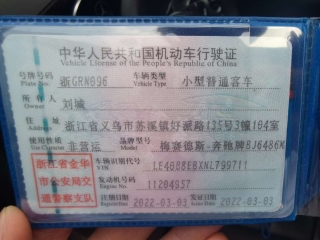 中华人民共和国机动车行驶证
Vehicle License of the People's Republic of China
号牌号码 Plate No. 浙GRN096 车辆类型 Vehicle Type 小型普通客车
所有人 Owner 刘城
住址 Address 浙江省义乌市苏溪镇好派路135号3幢104室
使用性质 Use Character 非营运 品牌型号 Model 梅赛德斯-奔驰牌BJ6486M
浙江省金华
市公安局交
通警察支队
车辆识别代号 VIN LE4GG8EBXNL799711
发动机号码 Engine No. 11204957
注册日期 Register Date 2022-03-03 发证日期 Issue Date 2022-03-03